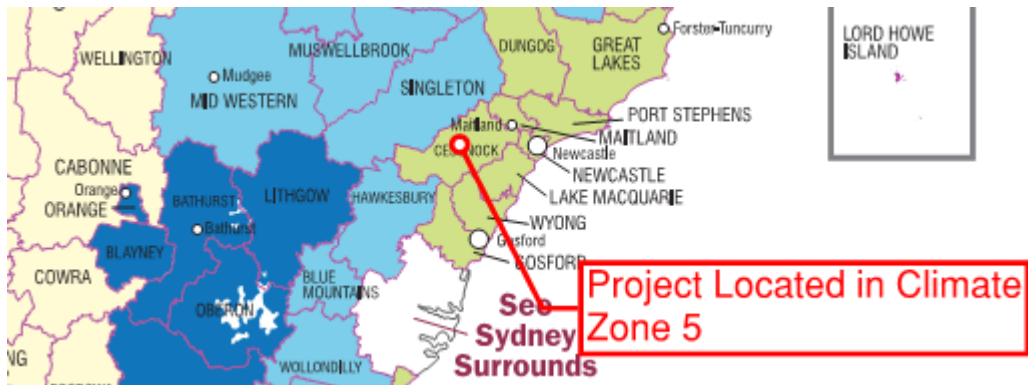 Forster-Tuncurry
DUNGOG
GREAT
LAKES
LORD HOWE
ISLAND
WELLINGTON
MUSWELLBROOK
Mudgee
MID WESTERN
SINGLETON
PORT STEPHENS
Maitland
MAITLAND
Newcastle
NEWCASTLE
LAKE MACQUARIE
CABONNE
Orange
ORANGE
BATHURST
LITHGOW
HAWKESBURY
WYONG
Bathurst
Gosford
GOSFORD
BLAYNEY
COWRA
OBERON
BLUE
MOUNTAINS
Project Located in Climate
Zone 5
See
Sydney
Surrounds
WOLLONDILLY
NG